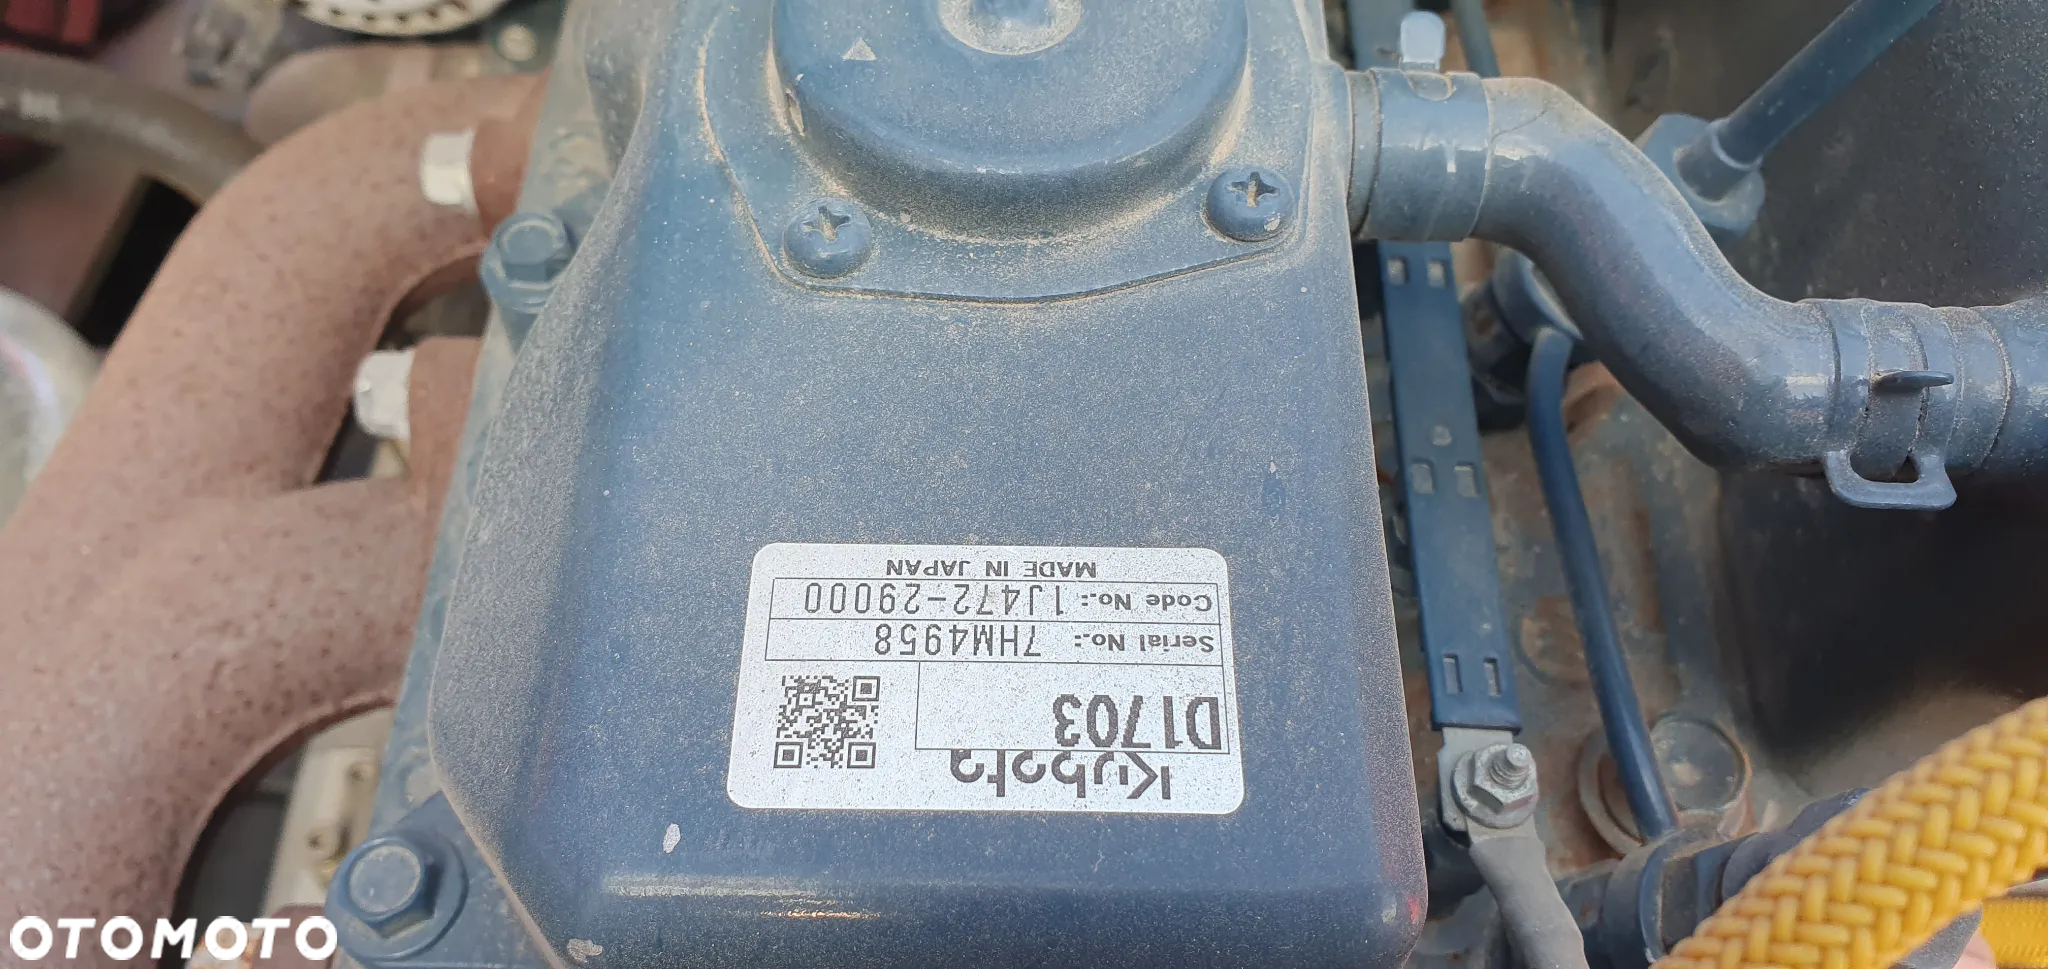 Kubota
D1703
Serial No.: 7HM4958
Code No.: 1J472-29000
MADE IN JAPAN
OTOMOTO